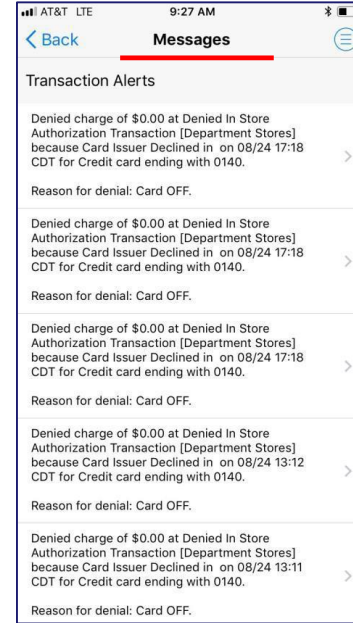 AT&T LTE 9:27 AM
Back Messages
Transaction Alerts
Denied charge of $0.00 at Denied In Store
Authorization Transaction [Department Stores]
because Card Issuer Declined in on 08/24 17:18
CDT for Credit card ending with 0140.
Reason for denial: Card OFF.
Denied charge of $0.00 at Denied In Store
Authorization Transaction [Department Stores]
because Card Issuer Declined in on 08/24 17:18
CDT for Credit card ending with 0140.
Reason for denial: Card OFF.
Denied charge of $0.00 at Denied In Store
Authorization Transaction [Department Stores]
because Card Issuer Declined in on 08/24 17:18
CDT for Credit card ending with 0140.
Reason for denial: Card OFF.
Denied charge of $0.00 at Denied In Store
Authorization Transaction [Department Stores]
because Card Issuer Declined in on 08/24 13:12
CDT for Credit card ending with 0140.
Reason for denial: Card OFF.
Denied charge of $0.00 at Denied In Store
Authorization Transaction [Department Stores]
because Card Issuer Declined in on 08/24 13:11
CDT for Credit card ending with 0140.
Reason for denial: Card OFF.